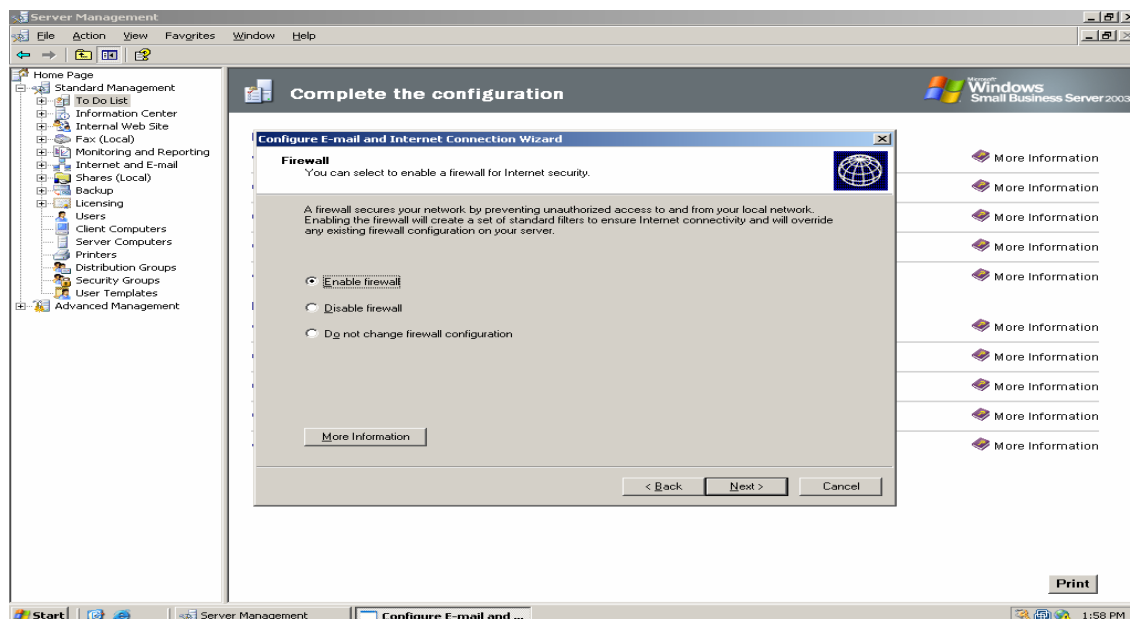 Server Management
File Action View Favorites Window Help
Home Page
Standard Management
To Do List
Information Center
Internal Web Site
Fax (Local)
Monitoring and Reporting
Internet and E-mail
Shares (Local)
Backup
Licensing
Users
Client Computers
Server Computers
Printers
Distribution Groups
Security Groups
User Templates
Advanced Management
Complete the configuration
Microsoft
Windows
Small Business Server 2003
Configure E-mail and Internet Connection Wizard
Firewall
You can select to enable a firewall for Internet security.
A firewall secures your network by preventing unauthorized access to and from your local network.
Enabling the firewall will create a set of standard filters to ensure Internet connectivity and will override
any existing firewall configuration on your server.
Enable firewall
Disable firewall
Do not change firewall configuration
More Information
< Back Next > Cancel
More Information
More Information
More Information
More Information
More Information
More Information
More Information
More Information
More Information
More Information
Print
Start Server Management Configure E-mail and ... 1:58 PM